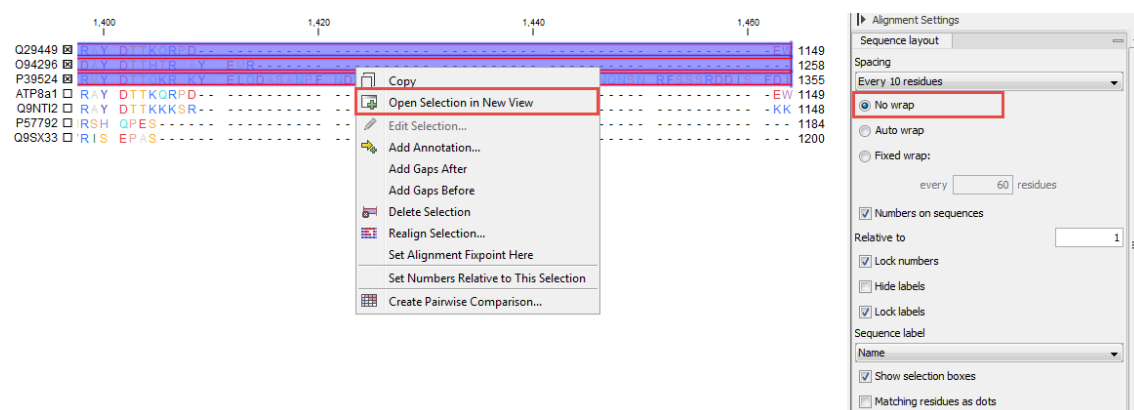 1,400 1,420 1,440 1,460
Q29449 RAY DTTKQRPD-- EW 1149
O94296 1258
P39524 1355
ATP8a1 RAY DTTKQRPD-- EW 1149
Q9NTI2 RAY DTTKKKSR-- KK 1148
P57792 RSH QPES------ --- 1184
Q9SX33 RIS EPAS------ --- 1200
Copy
Open Selection in New View
Edit Selection...
Add Annotation...
Add Gaps After
Add Gaps Before
Delete Selection
Realign Selection...
Set Alignment Fixpoint Here
Set Numbers Relative to This Selection
Create Pairwise Comparison...
Alignment Settings
Sequence layout
Spacing
Every 10 residues
No wrap
Auto wrap
Fixed wrap:
every 60 residues
Numbers on sequences
Relative to 1
Lock numbers
Hide labels
Lock labels
Sequence label
Name
Show selection boxes
Matching residues as dots